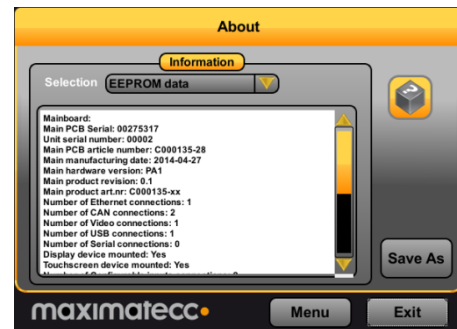 About
Information
Selection EEPROM data
Mainboard:
Main PCB Serial: 00275317
Unit serial number: 00002
Main PCB article number: C000135-28
Main manufacturing date: 2014-04-27
Main hardware version: PA1
Main product revision: 0.1
Main product art.nr: C000135-xx
Number of Ethernet connections: 1
Number of CAN connections: 2
Number of Video connections: 1
Number of USB connections: 1
Number of Serial connections: 0
Display device mounted: Yes
Touchscreen device mounted: Yes
Save As
maximatecc
Menu
Exit